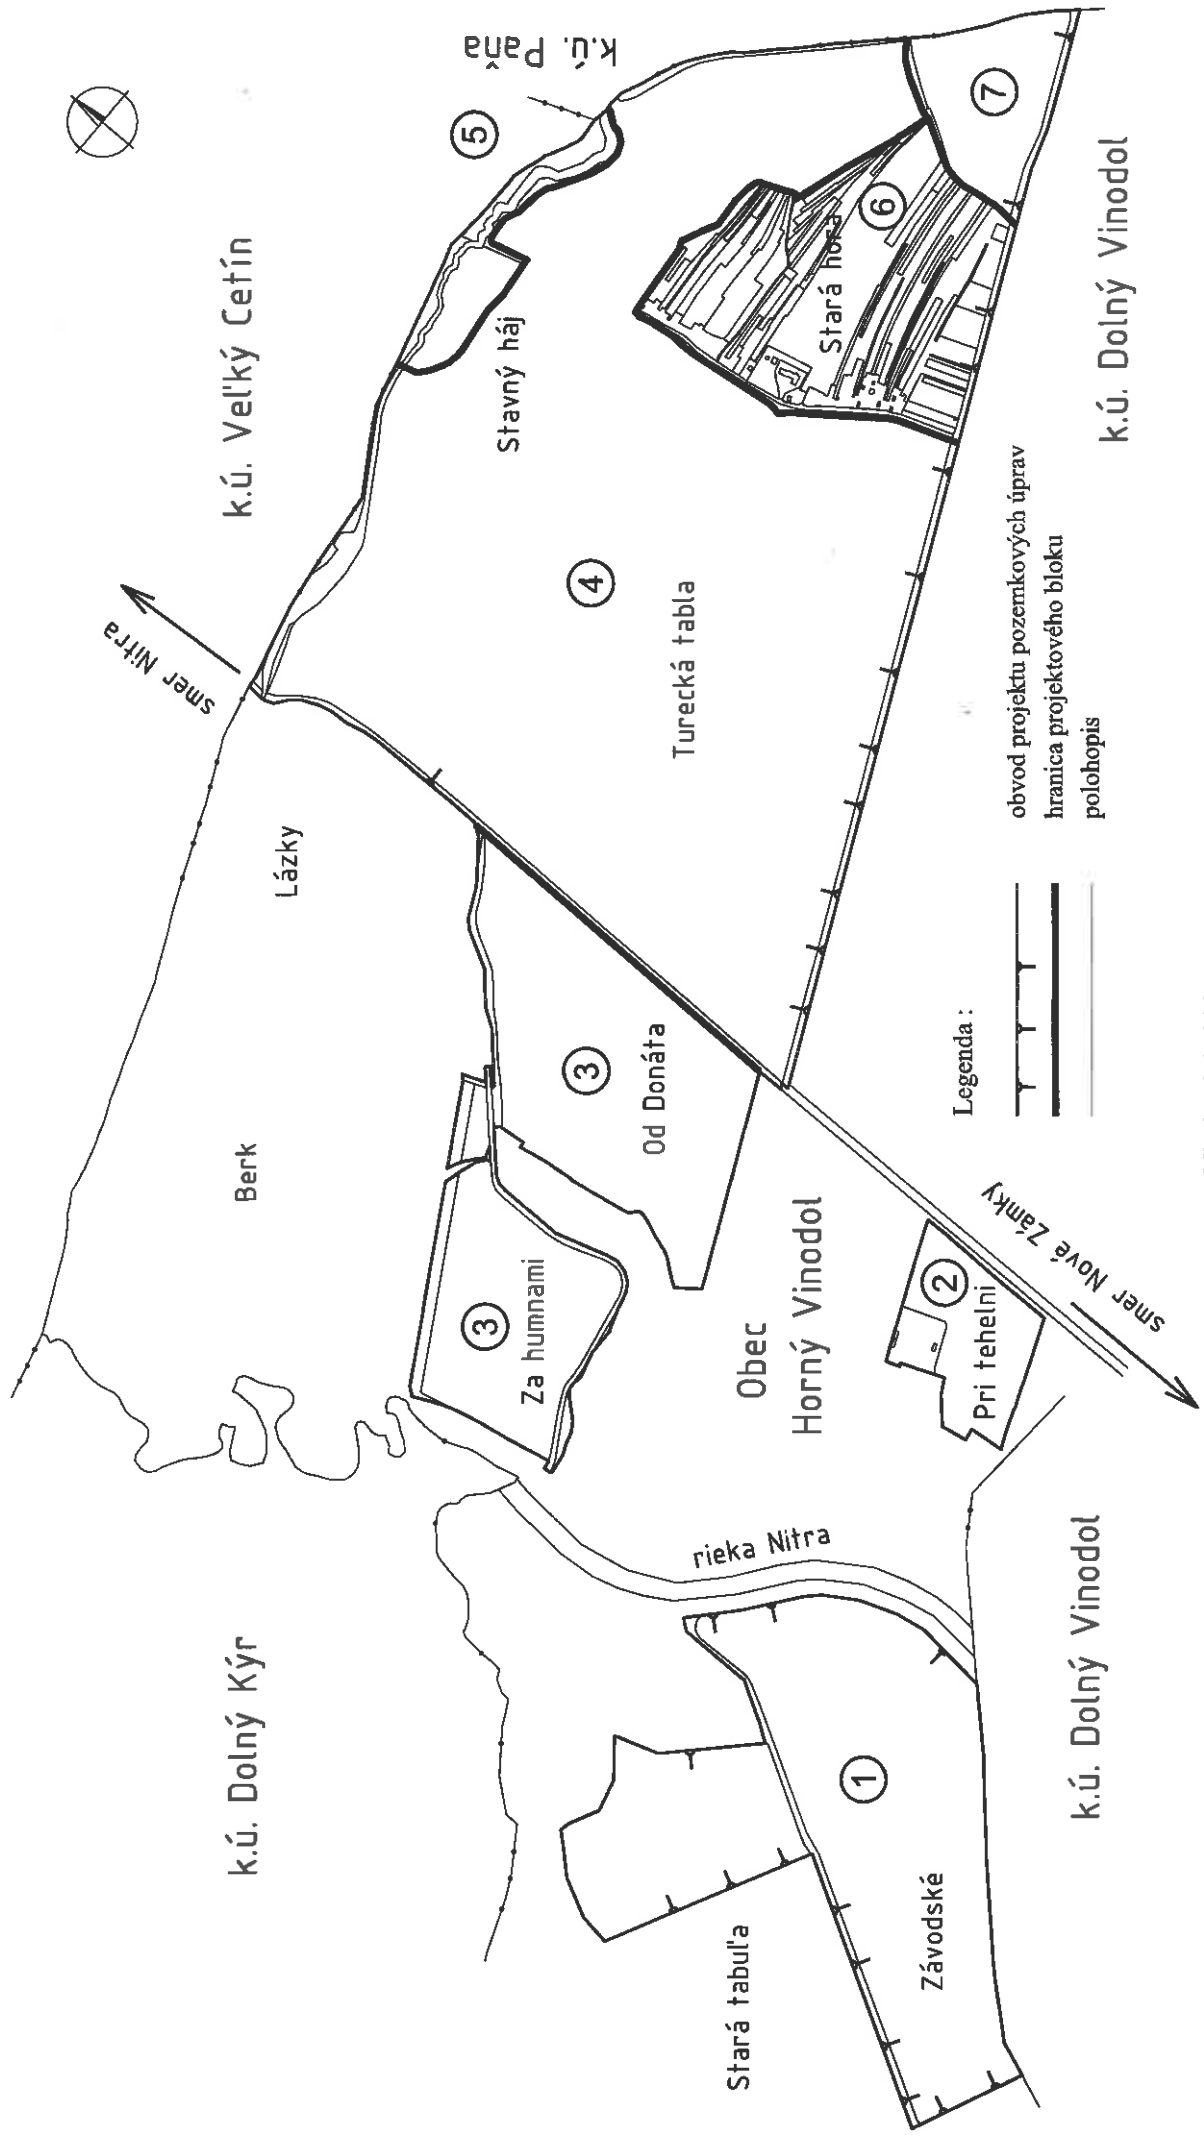 k.ú. Dolný Kýr
k.ú. Veľký Cetín
k.ú. Paňa
smer Nitra
Berk
Lázky
5
Stavný háj
3
Za humnami
3
Od Donáta
4
Turecká tabla
6
Stará hora
7
rieka Nitra
Obec
Horný Vinodol
Stará tabuľa
1
Závodské
2
Pri tehelni
smer Nové Zámky
k.ú. Dolný Vinodol
k.ú. Dolný Vinodol
Legenda :
obvod projektu pozemkových úprav
hranica projektového bloku
polohopis